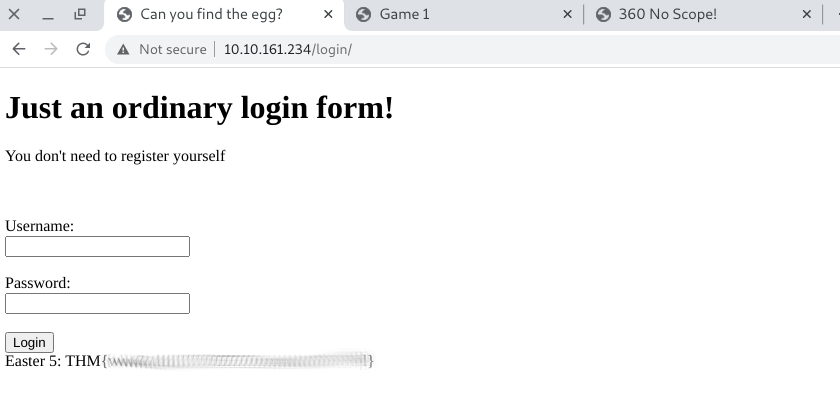 Can you find the egg?
Game 1
360 No Scope!
Not secure
10.10.161.234/login/
Just an ordinary login form!
You don't need to register yourself
Username:
Password:
Login
Easter 5: THM{